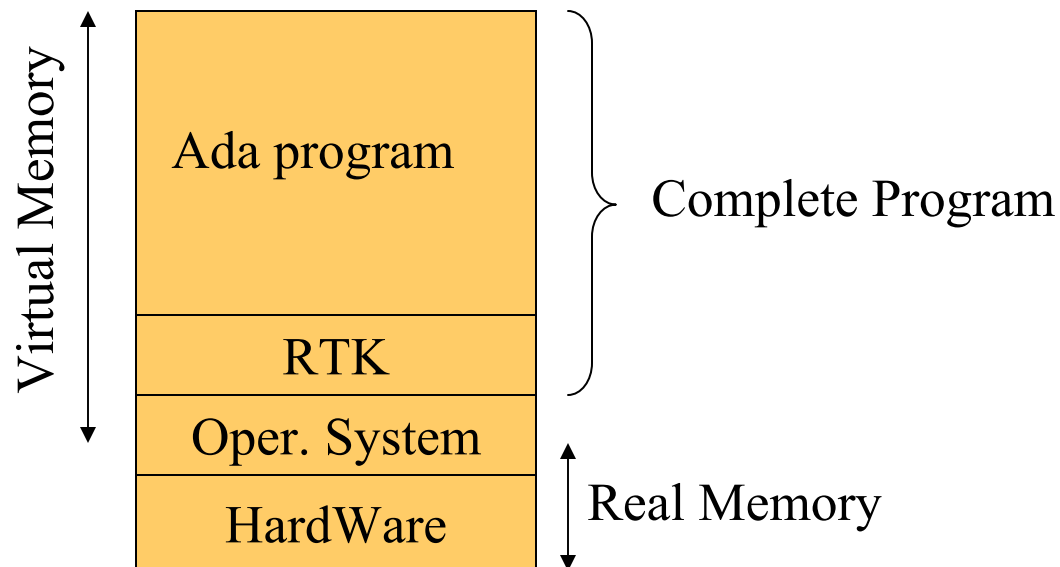 Virtual Memory
Ada program
Complete Program
RTK
Oper. System
Real Memory
HardWare